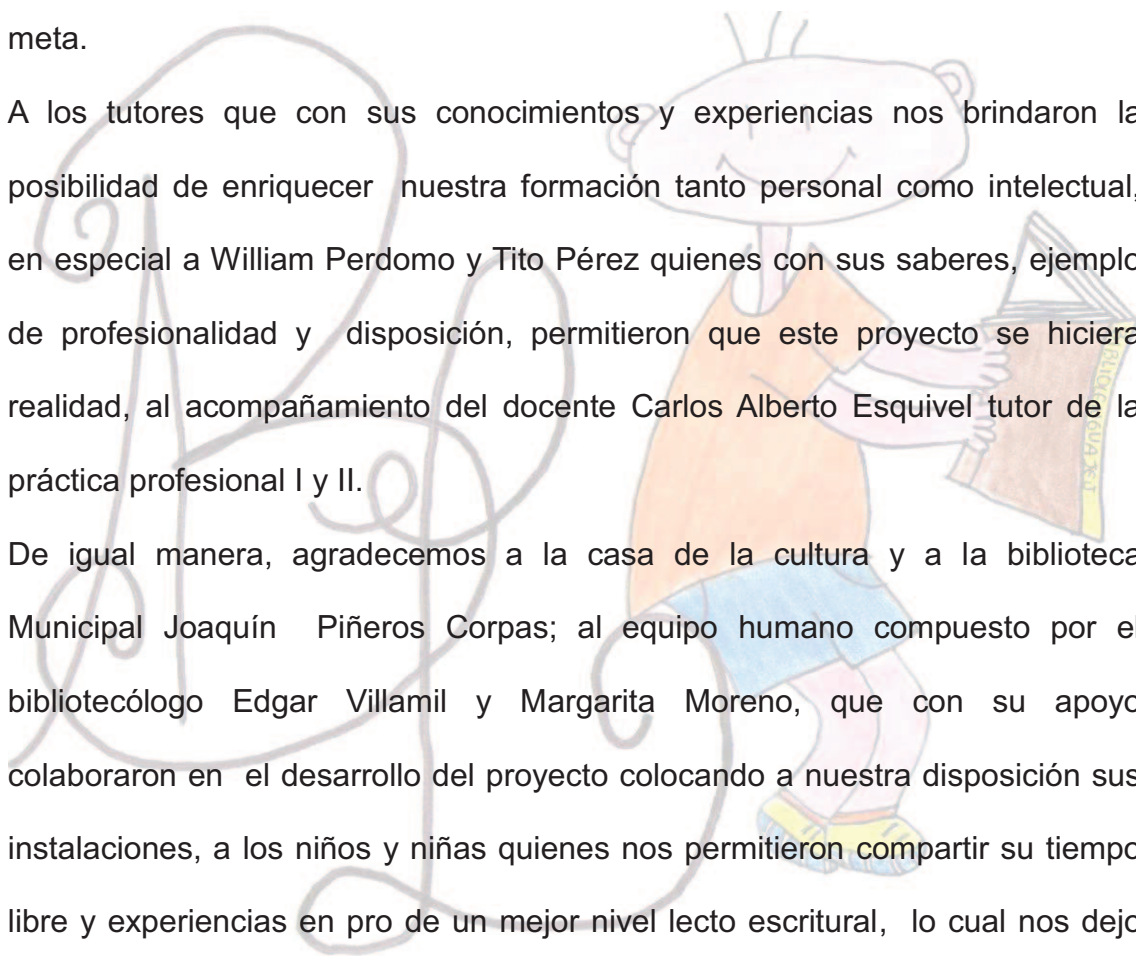 meta.
A los tutores que con sus conocimientos y experiencias nos brindaron la
posibilidad de enriquecer nuestra formación tanto personal como intelectual,
en especial a William Perdomo y Tito Pérez quienes con sus saberes, ejemplo
de profesionalidad y disposición, permitieron que este proyecto se hiciera
realidad, al acompañamiento del docente Carlos Alberto Esquivel tutor de la
práctica profesional I y II.
De igual manera, agradecemos a la casa de la cultura y a la biblioteca
Municipal Joaquín Piñeros Corpas; al equipo humano compuesto por el
bibliotecólogo Edgar Villamil y Margarita Moreno, que con su apoyo
colaboraron en el desarrollo del proyecto colocando a nuestra disposición sus
instalaciones, a los niños y niñas quienes nos permitieron compartir su tiempo
libre y experiencias en pro de un mejor nivel lecto escritural, lo cual nos dejo